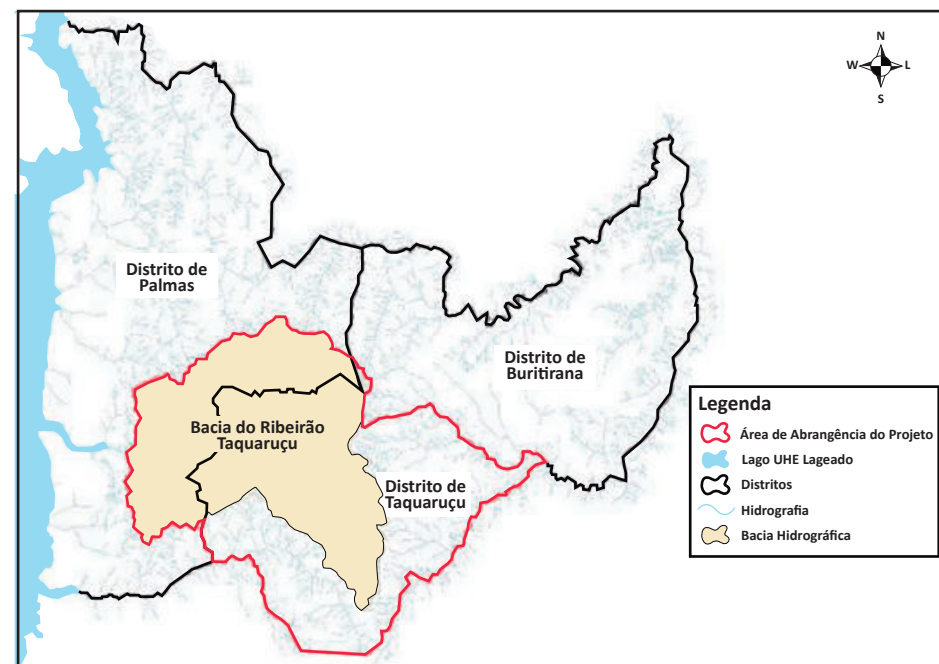 N
W L
S
Distrito de
Palmas
Distrito de
Buritirana
Bacia do Ribeirão
Taquaruçu
Distrito de
Taquaruçu
Legenda
Área de Abrangência do Projeto
Lago UHE Lageado
Distritos
Hidrografia
Bacia Hidrográfica